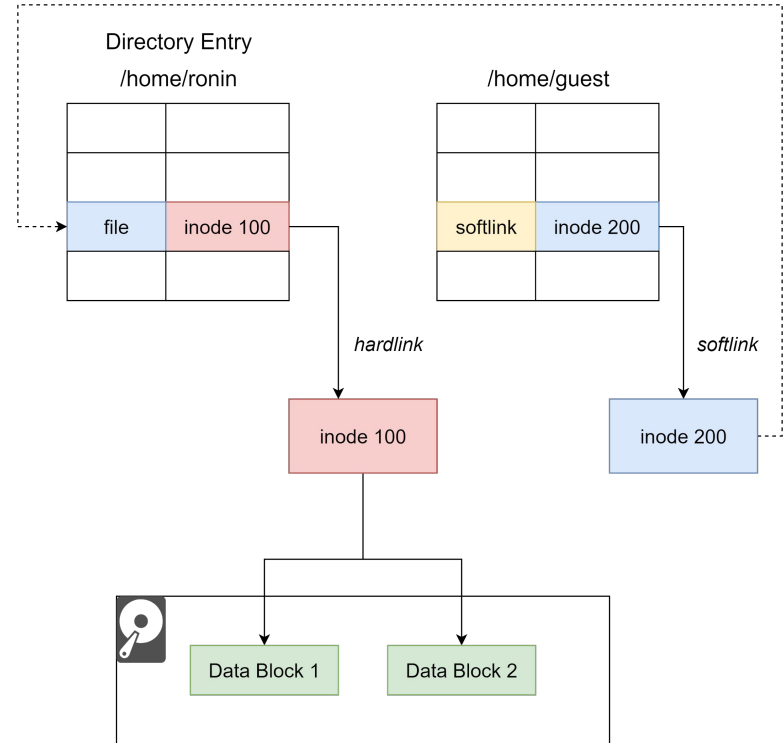 Directory Entry
/home/ronin
/home/guest
file
inode 100
softlink
inode 200
hardlink
softlink
inode 100
inode 200
Data Block 1
Data Block 2